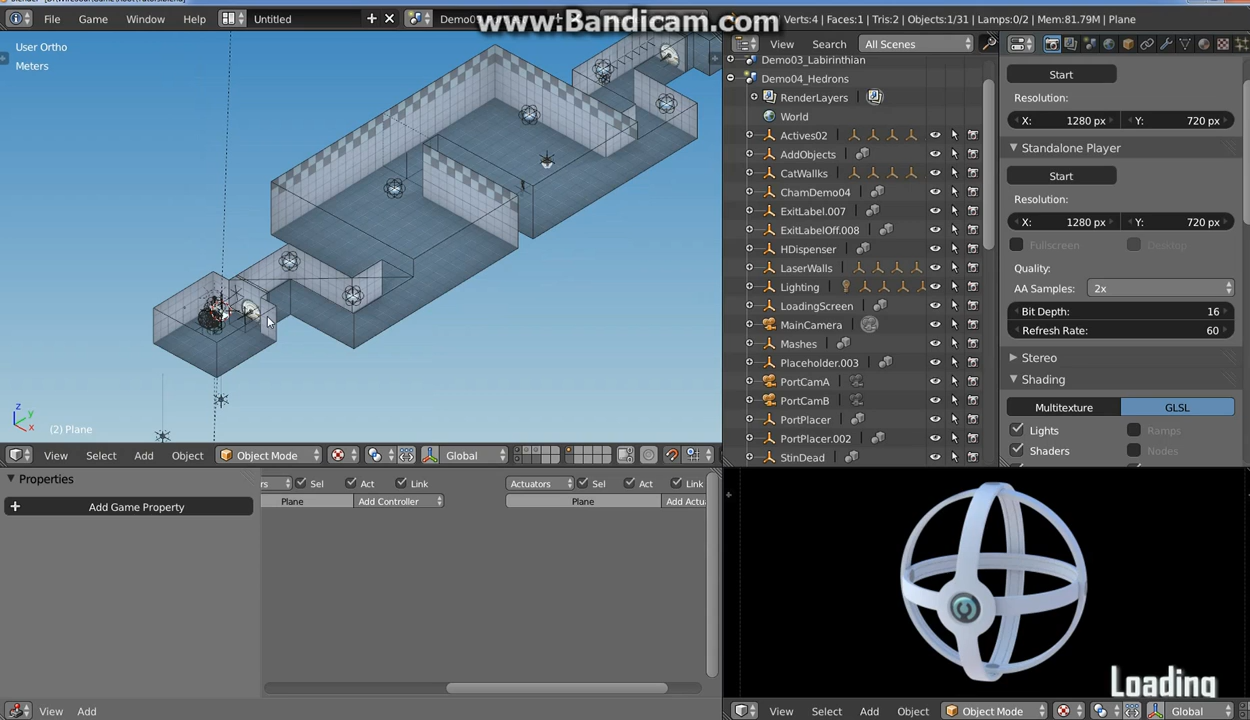 www.Bandicam.com
File Game Window Help Untitled Demo0
Verts:4 | Faces:1 | Tris:2 | Objects:1/31 | Lamps:0/2 | Mem:81.79M | Plane
User Ortho
Meters
View Search All Scenes
Demo03_Labirinthian
Demo04_Hedrons
RenderLayers
World
Actives02
AddObjects
CatWallks
ChamDemo04
ExitLabel.007
ExitLabelOff.008
HDispenser
LaserWalls
Lighting
LoadingScreen
MainCamera
Mashes
Placeholder.003
PortCamA
PortCamB
PortPlacer
PortPlacer.002
StinDead
Start
Resolution:
X: 1280 px Y: 720 px
Standalone Player
Start
Resolution:
X: 1280 px Y: 720 px
Fullscreen Desktop
Quality:
AA Samples: 2x
Bit Depth: 16
Refresh Rate: 60
Stereo
Shading
Multitexture GLSL
Lights Ramps
Shaders Nodes
z
y
x
(2) Plane
View Select Add Object Object Mode Global
Properties
Add Game Property
rs Sel Act Link
Plane Add Controller
Actuators Sel Act Link
Plane Add Actu
View Add
Loading
View Select Add Object Object Mode Global